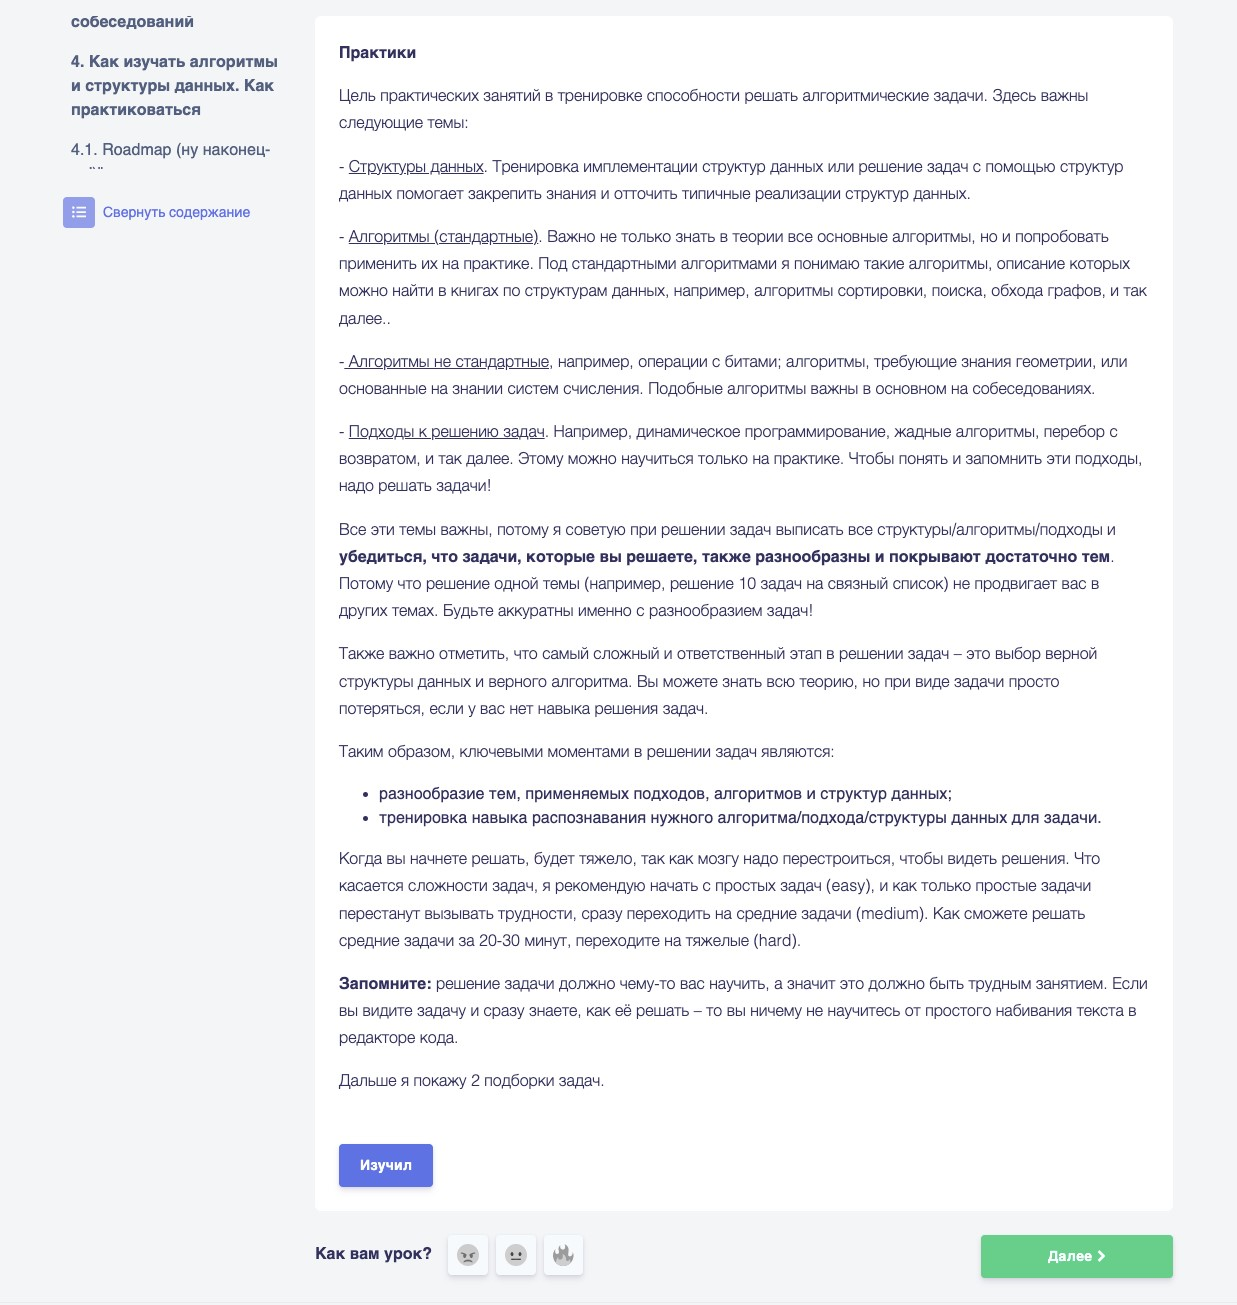 собеседований
4. Как изучать алгоритмы
и структуры данных. Как
практиковаться
4.1. Roadmap (ну наконец-
Свернуть содержание
Практики
Цель практических занятий в тренировке способности решать алгоритмические задачи. Здесь важны
следующие темы:
- Структуры данных. Тренировка имплементации структур данных или решение задач с помощью структур
данных помогает закрепить знания и отточить типичные реализации структур данных.
- Алгоритмы (стандартные). Важно не только знать в теории все основные алгоритмы, но и попробовать
применить их на практике. Под стандартными алгоритмами я понимаю такие алгоритмы, описание которых
можно найти в книгах по структурам данных, например, алгоритмы сортировки, поиска, обхода графов, и так
далее..
- Алгоритмы не стандартные, например, операции с битами; алгоритмы, требующие знания геометрии, или
основанные на знании систем счисления. Подобные алгоритмы важны в основном на собеседованиях.
- Подходы к решению задач. Например, динамическое программирование, жадные алгоритмы, перебор с
возвратом, и так далее. Этому можно научиться только на практике. Чтобы понять и запомнить эти подходы,
надо решать задачи!
Все эти темы важны, потому я советую при решении задач выписать все структуры/алгоритмы/подходы и
убедиться, что задачи, которые вы решаете, также разнообразны и покрывают достаточно тем.
Потому что решение одной темы (например, решение 10 задач на связный список) не продвигает вас в
других темах. Будьте аккуратны именно с разнообразием задач!
Также важно отметить, что самый сложный и ответственный этап в решении задач – это выбор верной
структуры данных и верного алгоритма. Вы можете знать всю теорию, но при виде задачи просто
потеряться, если у вас нет навыка решения задач.
Таким образом, ключевыми моментами в решении задач являются:
• разнообразие тем, применяемых подходов, алгоритмов и структур данных;
• тренировка навыка распознавания нужного алгоритма/подхода/структуры данных для задачи.
Когда вы начнете решать, будет тяжело, так как мозгу надо перестроиться, чтобы видеть решения. Что
касается сложности задач, я рекомендую начать с простых задач (easy), и как только простые задачи
перестанут вызывать трудности, сразу переходить на средние задачи (medium). Как сможете решать
средние задачи за 20-30 минут, переходите на тяжелые (hard).
Запомните: решение задачи должно чему-то вас научить, а значит это должно быть трудным занятием. Если
вы видите задачу и сразу знаете, как её решать – то вы ничему не научитесь от простого набивания текста в
редакторе кода.
Дальше я покажу 2 подборки задач.
Изучил
Как вам урок?
Далее